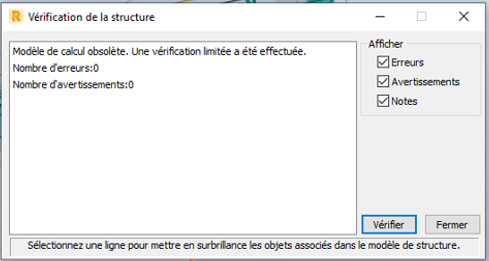 R Vérification de la structure
Modèle de calcul obsolète. Une vérification limitée a été effectuée.
Nombre d'erreurs:0
Nombre d'avertissements:0
Afficher
Erreurs
Avertissements
Notes
Vérifier
Fermer
Sélectionnez une ligne pour mettre en surbrillance les objets associés dans le modèle de structure.